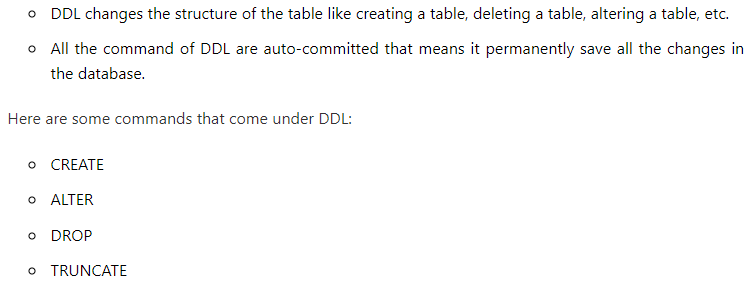 DDL changes the structure of the table like creating a table, deleting a table, altering a table, etc.
All the command of DDL are auto-committed that means it permanently save all the changes in
the database.
Here are some commands that come under DDL:
CREATE
ALTER
DROP
TRUNCATE